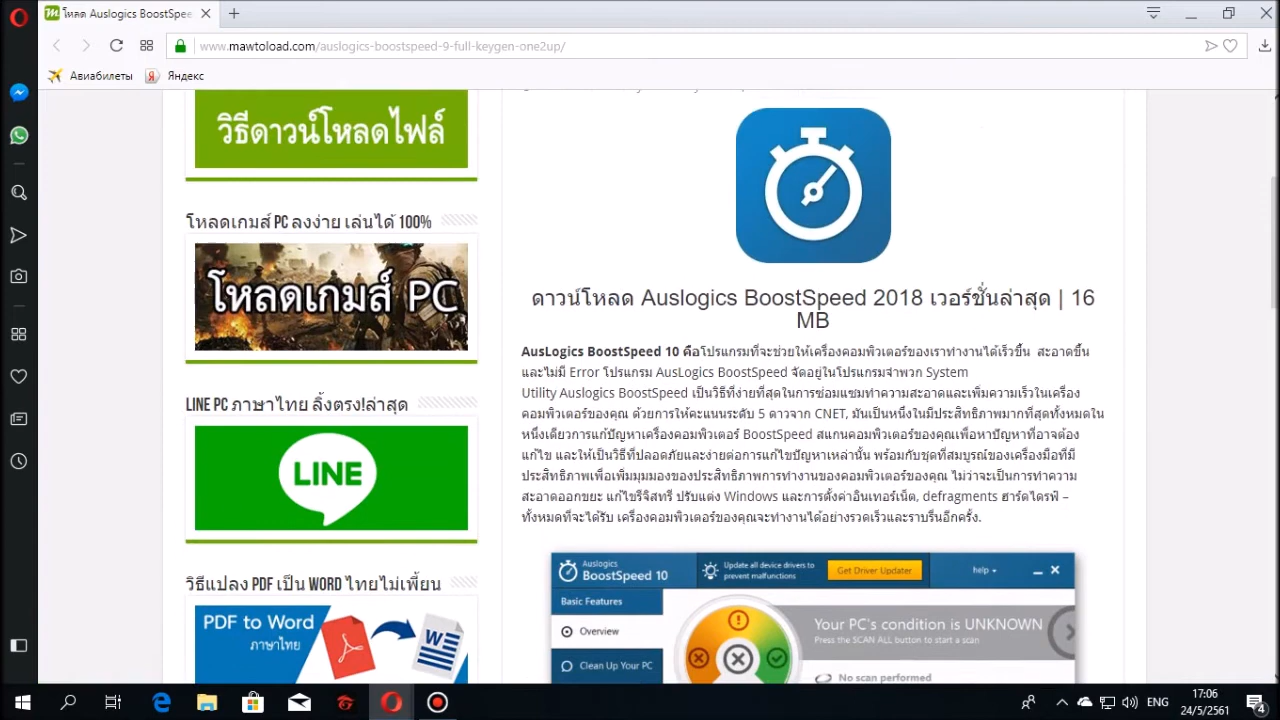 โหลด Auslogics BoostSpee
www.mawtoload.com/auslogics-boostspeed-9-full-keygen-one2up/
Авиабилеты
Яндекс
วิธีดาวน์โหลดไฟล์
โหลดเกมส์ PC ลงง่าย เล่นได้ 100%
โหลดเกมส์ PC
LINE PC ภาษาไทย ลิ้งตรง!ล่าสุด
LINE
วิธีแปลง PDF เป็น WORD ไทยไม่เพี้ยน
PDF to Word
ภาษาไทย
W
ดาวน์โหลด Auslogics BoostSpeed 2018 เวอร์ชั่นล่าสุด | 16
MB
AusLogics BoostSpeed 10 คือโปรแกรมที่จะช่วยให้เครื่องคอมพิวเตอร์ของเราทำงานได้เร็วขึ้น สะอาดขึ้น
และไม่มี Error โปรแกรม AusLogics BoostSpeed จัดอยู่ในโปรแกรมจำพวก System
Utility Auslogics BoostSpeed เป็นวิธีที่ง่ายที่สุดในการซ่อมแซมทำความสะอาดและเพิ่มความเร็วในเครื่อง
คอมพิวเตอร์ของคุณ ด้วยการให้คะแนนระดับ 5 ดาวจาก CNET, มันเป็นหนึ่งในมีประสิทธิภาพมากที่สุดทั้งหมดใน
หนึ่งเดียวการแก้ปัญหาเครื่องคอมพิวเตอร์ BoostSpeed สแกนคอมพิวเตอร์ของคุณเพื่อหาปัญหาที่อาจต้อง
แก้ไข และให้เป็นวิธีที่ปลอดภัยและง่ายต่อการแก้ไขปัญหาเหล่านั้น พร้อมกับชุดที่สมบูรณ์ของเครื่องมือที่มี
ประสิทธิภาพเพื่อเพิ่มมุมมองของประสิทธิภาพการทำงานของคอมพิวเตอร์ของคุณ ไม่ว่าจะเป็นการทำความ
สะอาดออกขยะ แก้ไขรีจิสทรี ปรับแต่ง Windows และการตั้งค่าอินเทอร์เน็ต, defragments ฮาร์ดไดรฟ์ –
ทั้งหมดที่จะได้รับ เครื่องคอมพิวเตอร์ของคุณจะทำงานได้อย่างรวดเร็วและราบรื่นอีกครั้ง.
Auslogics
BoostSpeed 10
Update all device drivers to
prevent malfunctions
Get Driver Updater
help
Basic Features
Overview
Clean Up Your PC
Your PC's condition is UNKNOWN
Press the SCAN ALL button to start a scan
No scan performed
ENG
17:06
24/5/2561
4